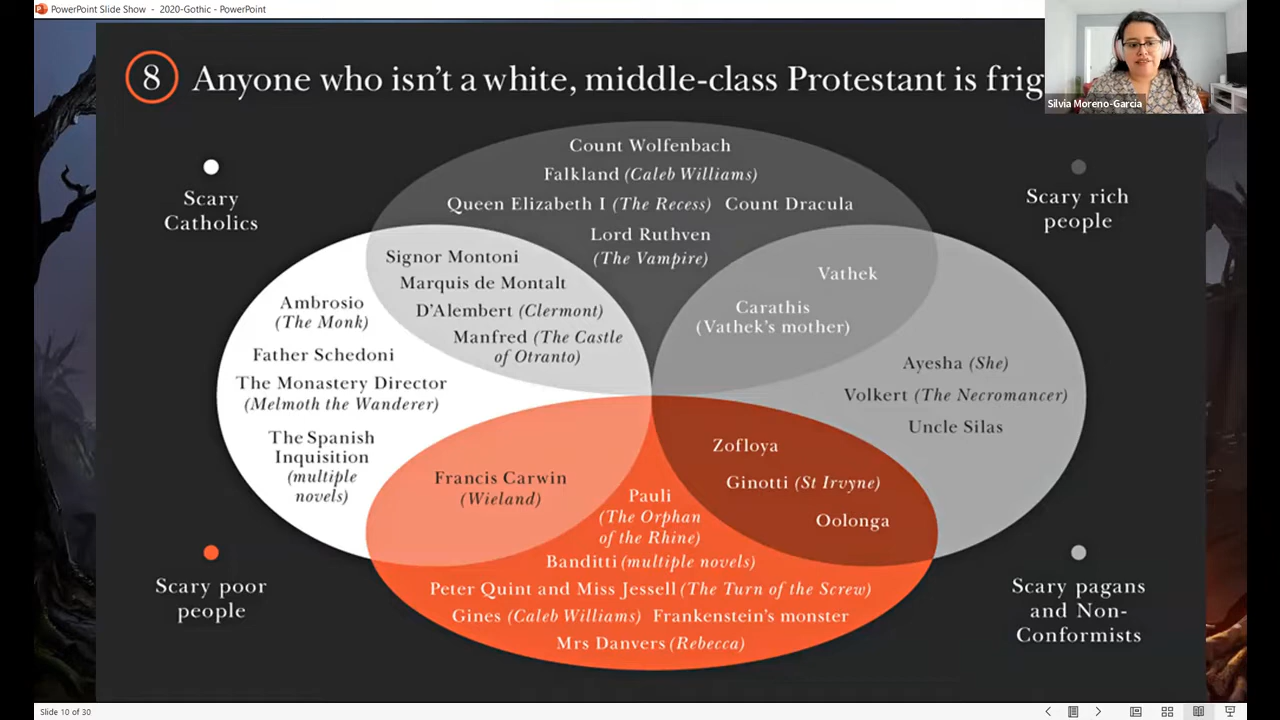 PowerPoint Slide Show - 2020-Gothic - PowerPoint
Silvia Moreno-Garcia
8 Anyone who isn't a white, middle-class Protestant is frig
Scary
Catholics
Scary rich
people
Count Wolfenbach
Falkland (Caleb Williams)
Queen Elizabeth I (The Recess) Count Dracula
Lord Ruthven
(The Vampire)
Signor Montoni
Marquis de Montalt
D'Alembert (Clermont)
Manfred (The Castle
of Otranto)
Vathek
Carathis
(Vathek's mother)
Ambrosio
(The Monk)
Father Schedoni
The Monastery Director
(Melmoth the Wanderer)
The Spanish
Inquisition
(multiple
novels)
Ayesha (She)
Volkert (The Necromancer)
Uncle Silas
Francis Carwin
(Wieland)
Zofloya
Ginotti (St Irvyne)
Oolonga
Pauli
(The Orphan
of the Rhine)
Banditti (multiple novels)
Peter Quint and Miss Jessell (The Turn of the Screw)
Gines (Caleb Williams) Frankenstein's monster
Mrs Danvers (Rebecca)
Scary poor
people
Scary pagans
and Non-
Conformists
Slide 10 of 30